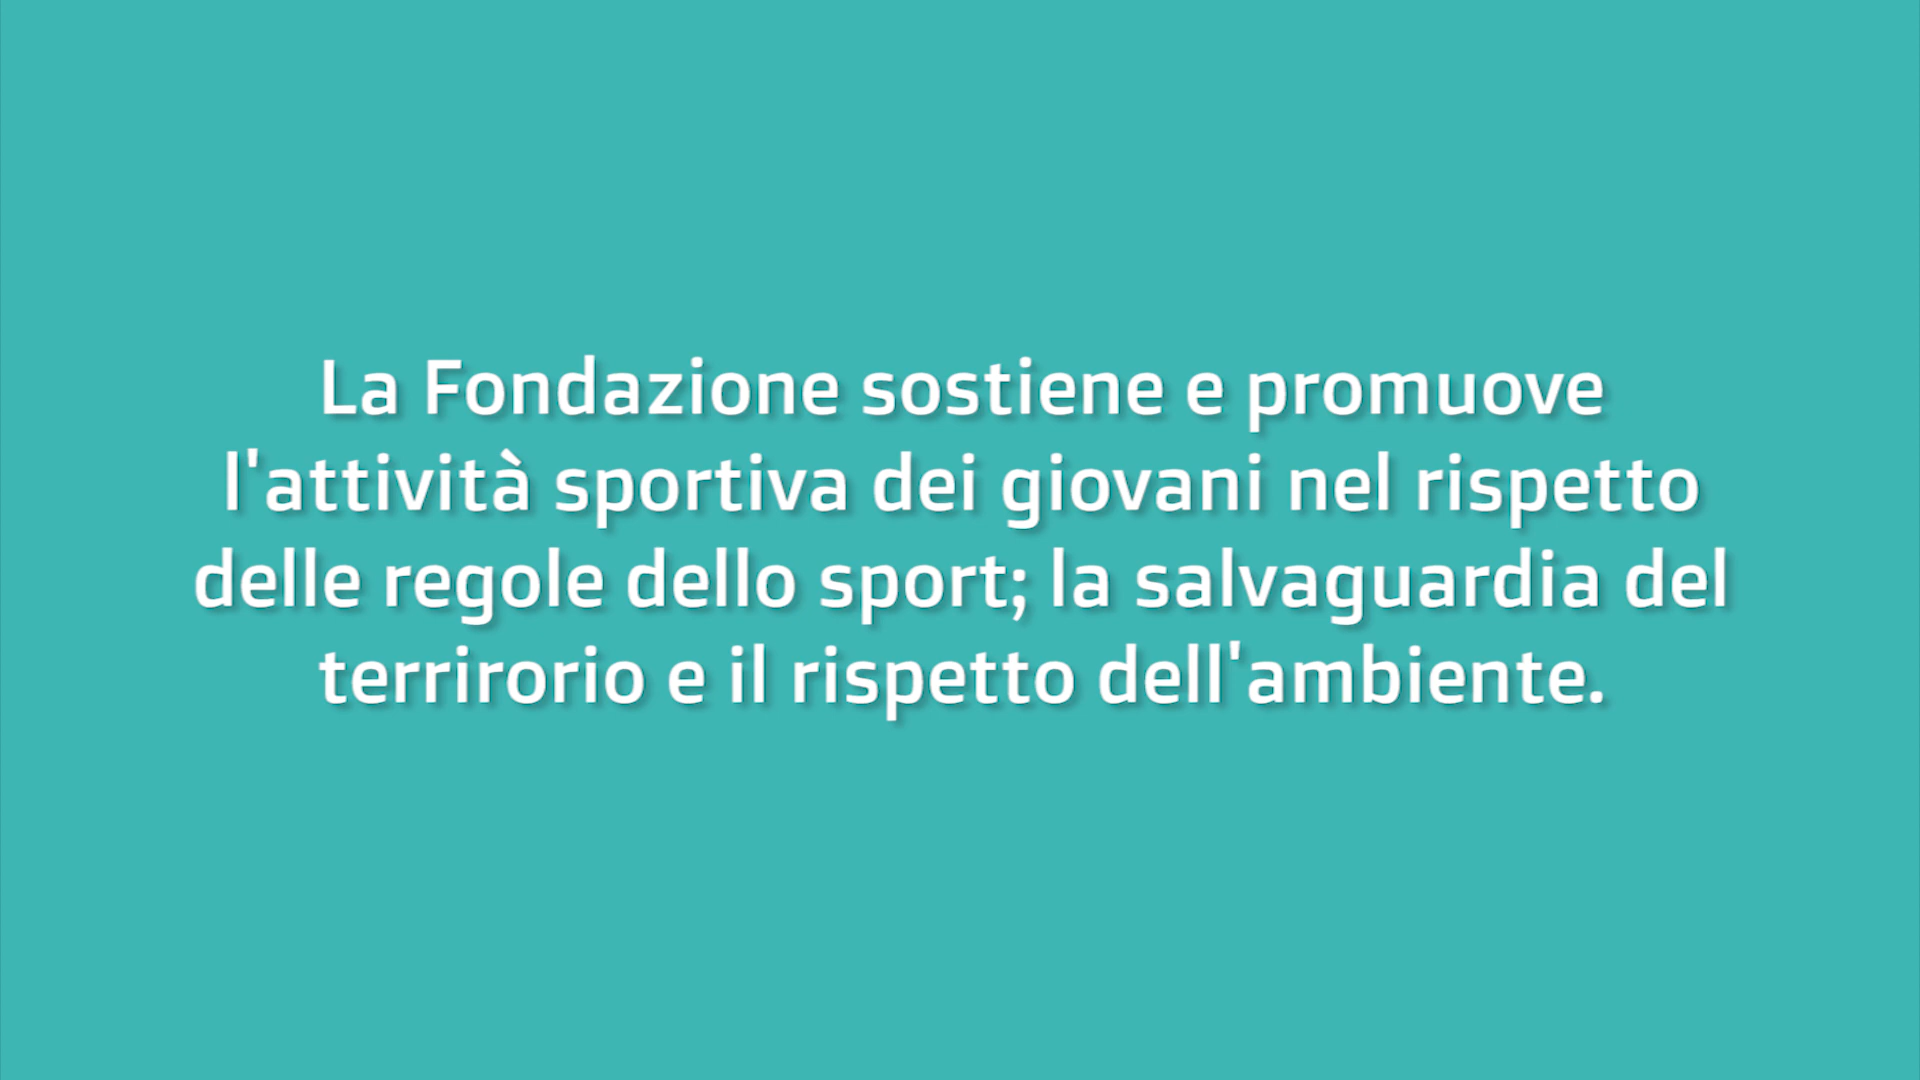 La Fondazione sostiene e promuove
l'attività sportiva dei giovani nel rispetto
delle regole dello sport; la salvaguardia del
terrirorio e il rispetto dell'ambiente.